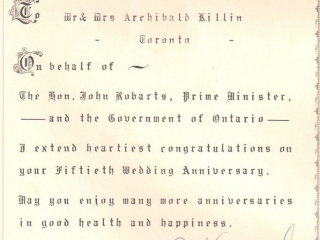 To Mr & Mrs Archibald Killin
- Toronto -
On behalf of ~
The Hon. John Robarts, Prime Minister,
— and the Government of Ontario —
I extend heartiest congratulations on
your Fiftieth Wedding Anniversary.
May you enjoy many more anniversaries
in good health and happiness.